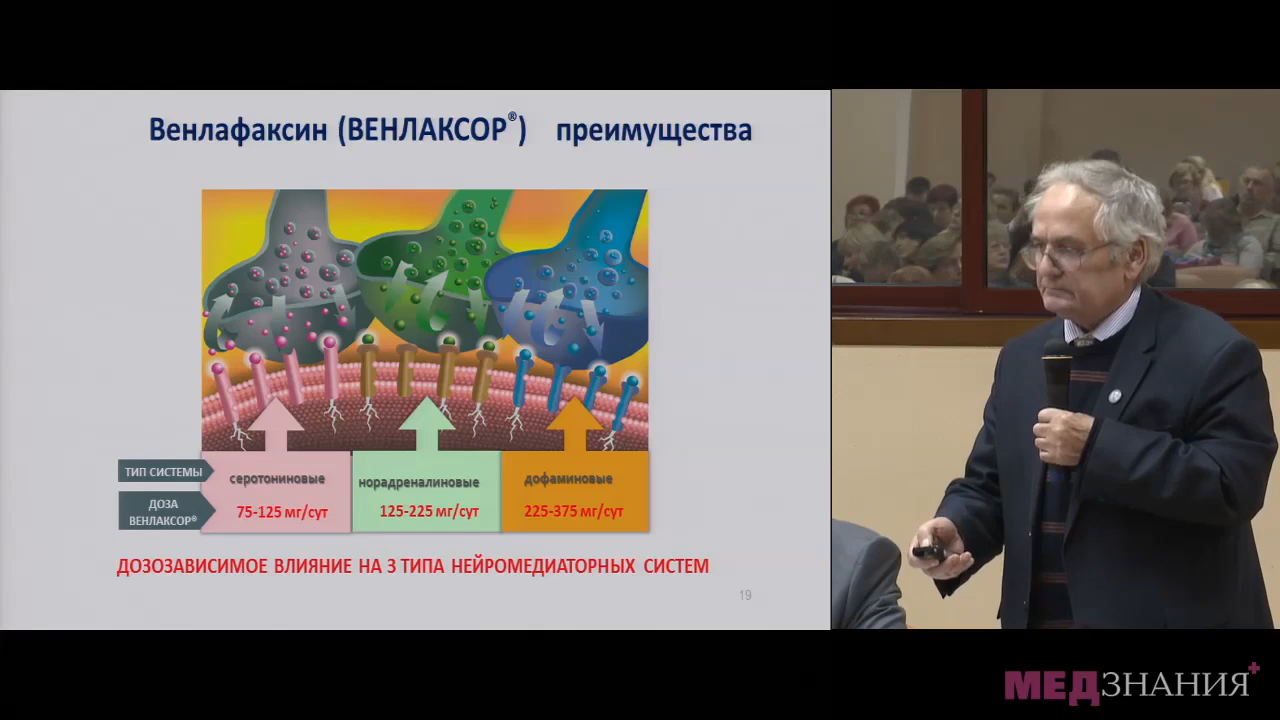 Венлафаксин (ВЕНЛАКСОР®) преимущества
ТИП СИСТЕМЫ
серотониновые
норадреналиновые
дофаминовые
ДОЗА
ВЕНЛАКСОР®
75-125 мг/сут
125-225 мг/сут
225-375 мг/сут
ДОЗОЗАВИСИМОЕ ВЛИЯНИЕ НА 3 ТИПА НЕЙРОМЕДИАТОРНЫХ СИСТЕМ
19
МЕДЗНАНИЯ+